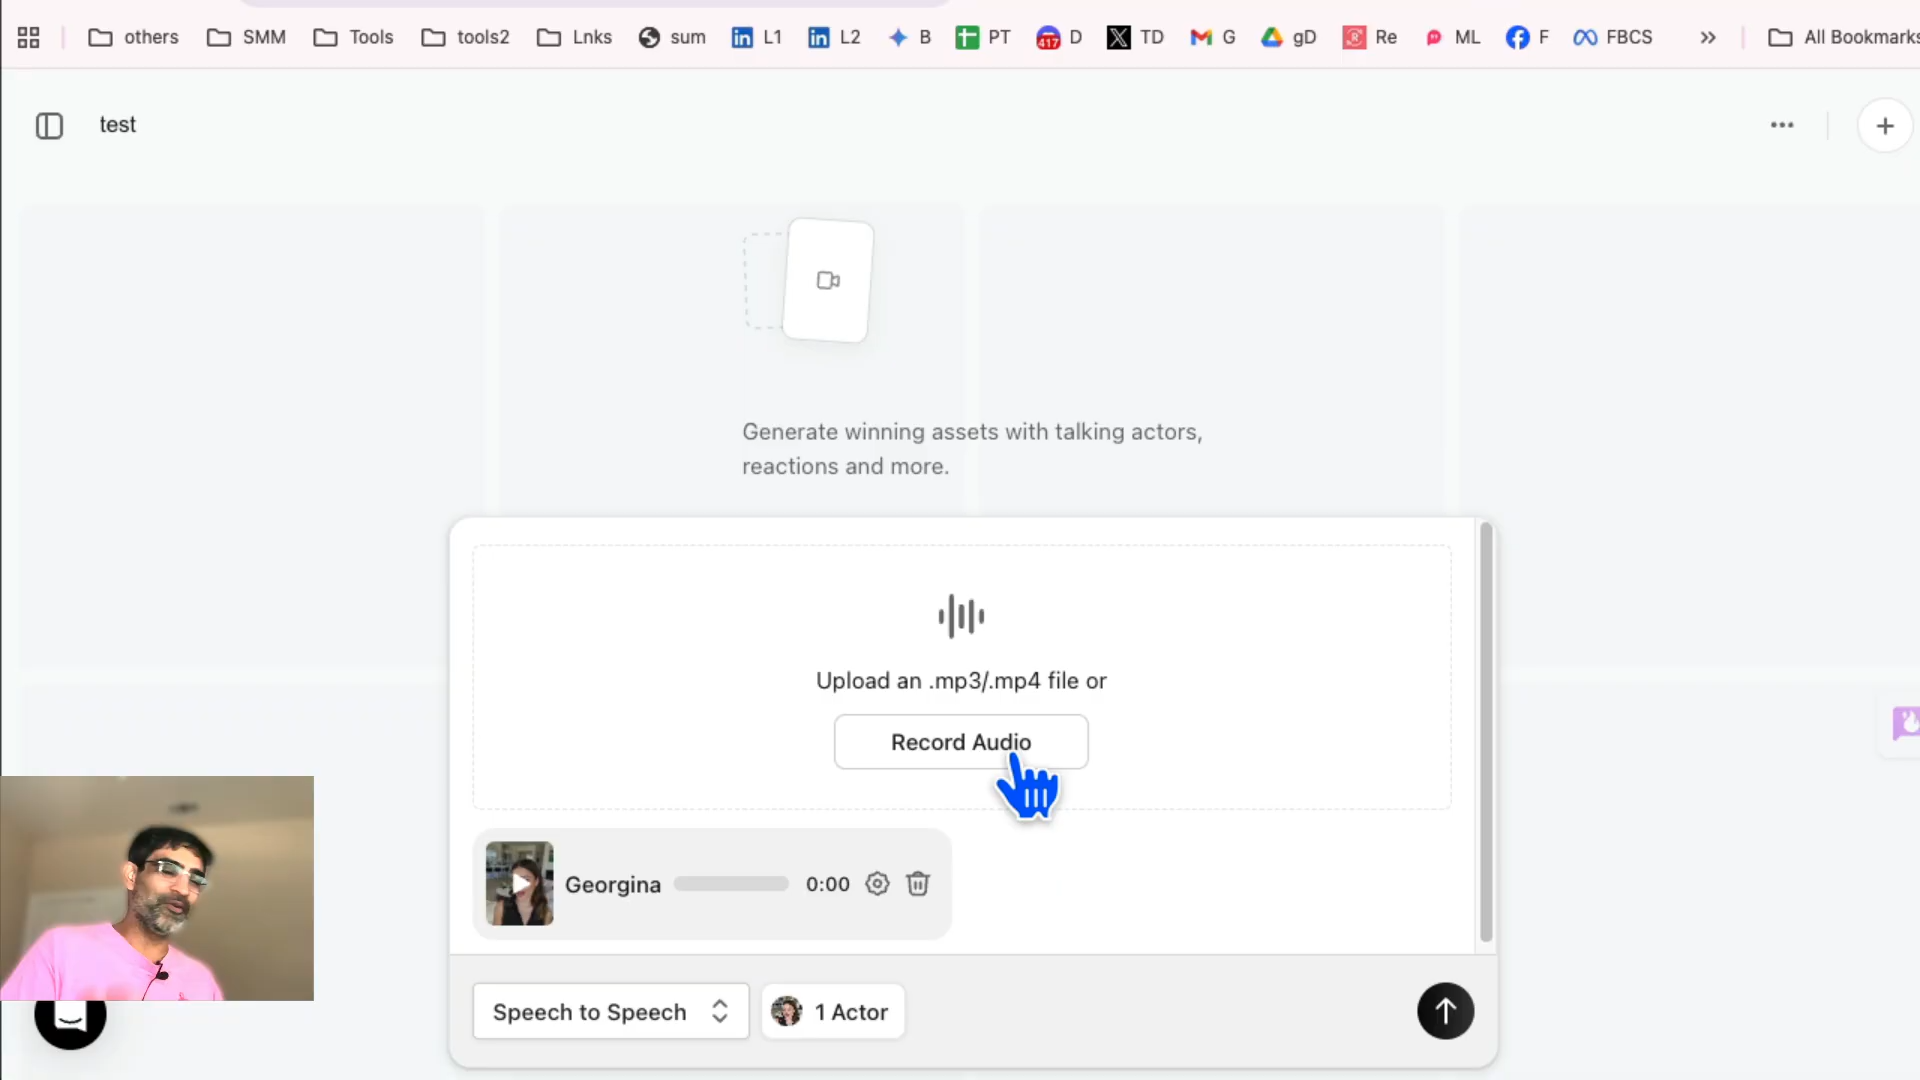 others SMM Tools tools2 Lnks sum L1 L2 B PT 417 D TD G gD Re ML F FBCS » All Bookmarks
test
Generate winning assets with talking actors,
reactions and more.
Upload an .mp3/.mp4 file or
Record Audio
Georgina 0:00
Speech to Speech 1 Actor